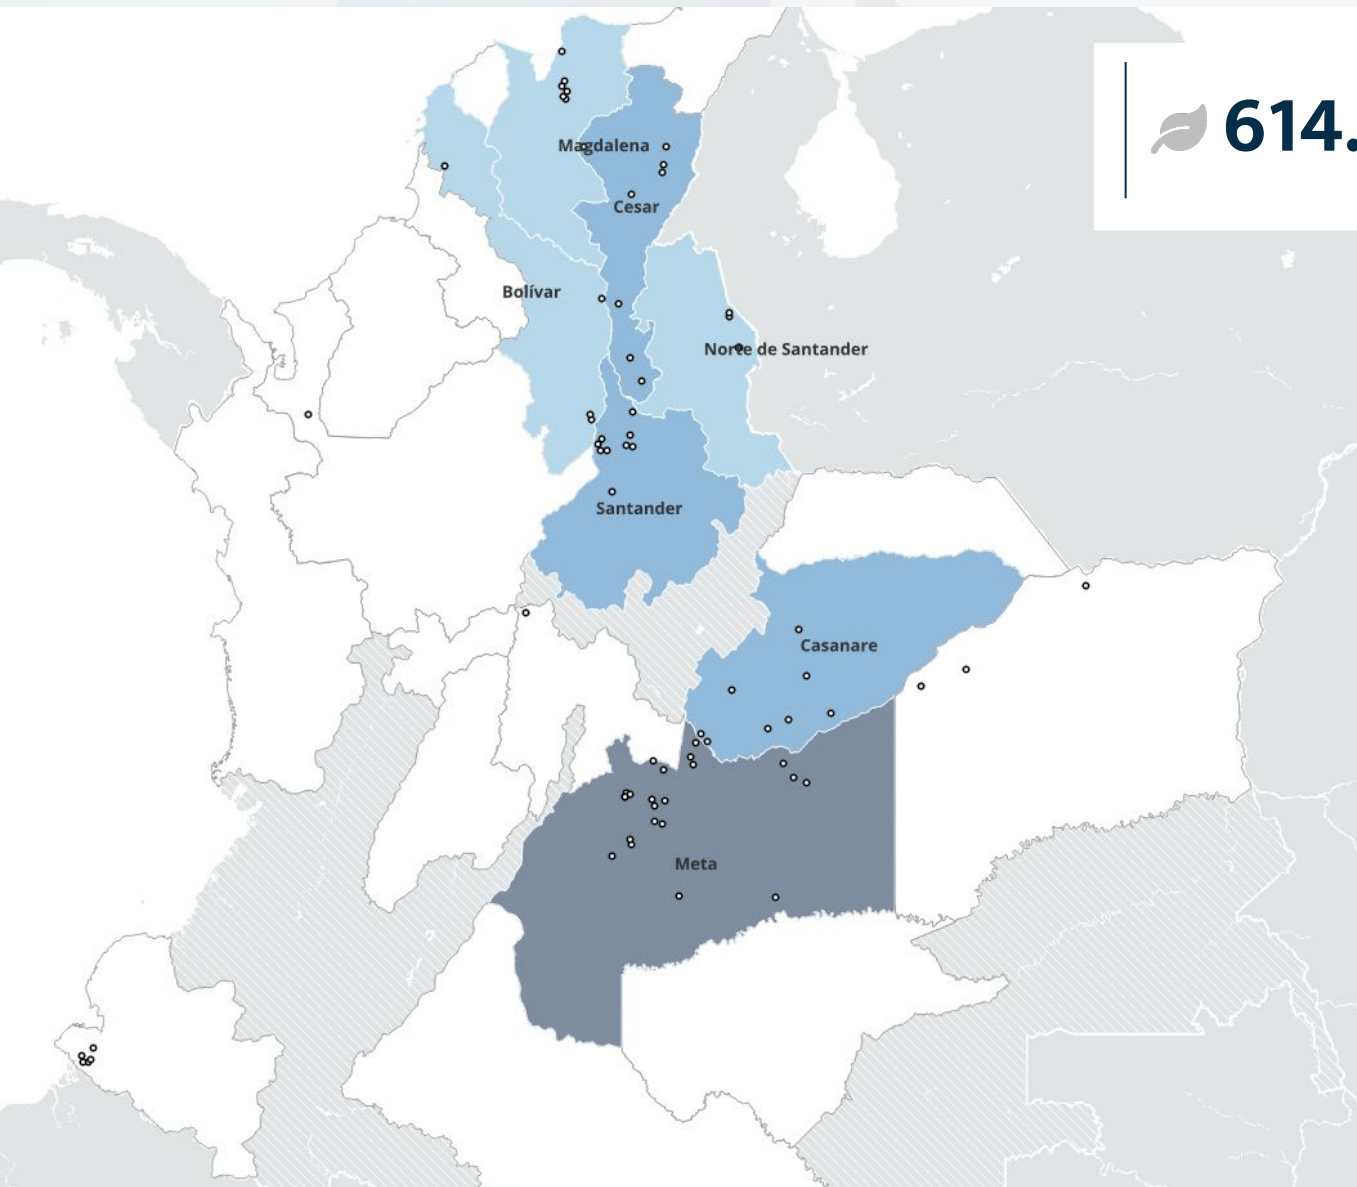 614.
Magdalena
Cesar
Bolívar
Norte de Santander
Santander
Casanare
Meta